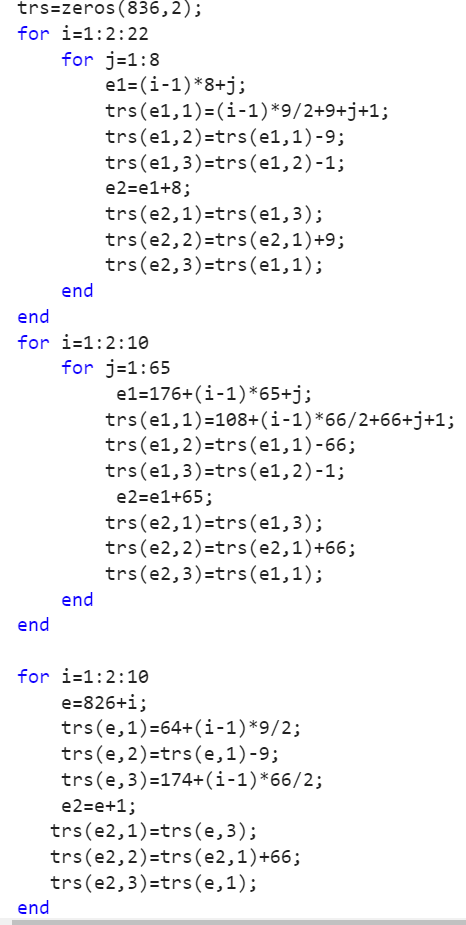 trs=zeros(836,2);
for i=1:2:22
    for j=1:8
        e1=(i-1)*8+j;
        trs(e1,1)=(i-1)*9/2+9+j+1;
        trs(e1,2)=trs(e1,1)-9;
        trs(e1,3)=trs(e1,2)-1;
        e2=e1+8;
        trs(e2,1)=trs(e1,3);
        trs(e2,2)=trs(e2,1)+9;
        trs(e2,3)=trs(e1,1);
    end
end
for i=1:2:10
    for j=1:65
         e1=176+(i-1)*65+j;
        trs(e1,1)=108+(i-1)*66/2+66+j+1;
        trs(e1,2)=trs(e1,1)-66;
        trs(e1,3)=trs(e1,2)-1;
         e2=e1+65;
        trs(e2,1)=trs(e1,3);
        trs(e2,2)=trs(e2,1)+66;
        trs(e2,3)=trs(e1,1);
    end
end

for i=1:2:10
    e=826+i;
    trs(e,1)=64+(i-1)*9/2;
    trs(e,2)=trs(e,1)-9;
    trs(e,3)=174+(i-1)*66/2;
    e2=e+1;
   trs(e2,1)=trs(e,3);
   trs(e2,2)=trs(e2,1)+66;
   trs(e2,3)=trs(e,1);
end